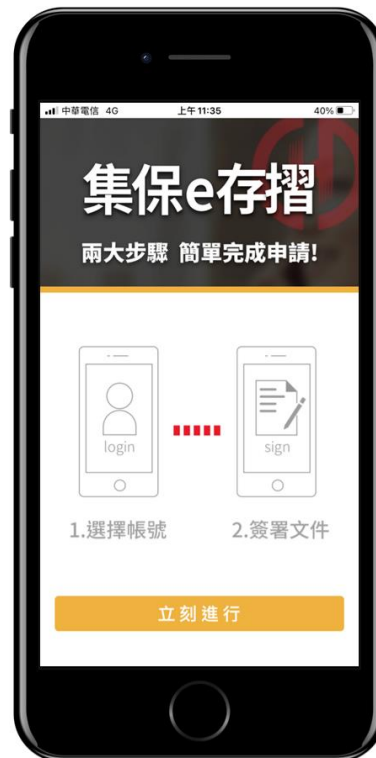 中華電信 4G 上午11:35 40%
集保e存摺
兩大步驟 簡單完成申請!
login sign
1.選擇帳號 2.簽署文件
立刻進行